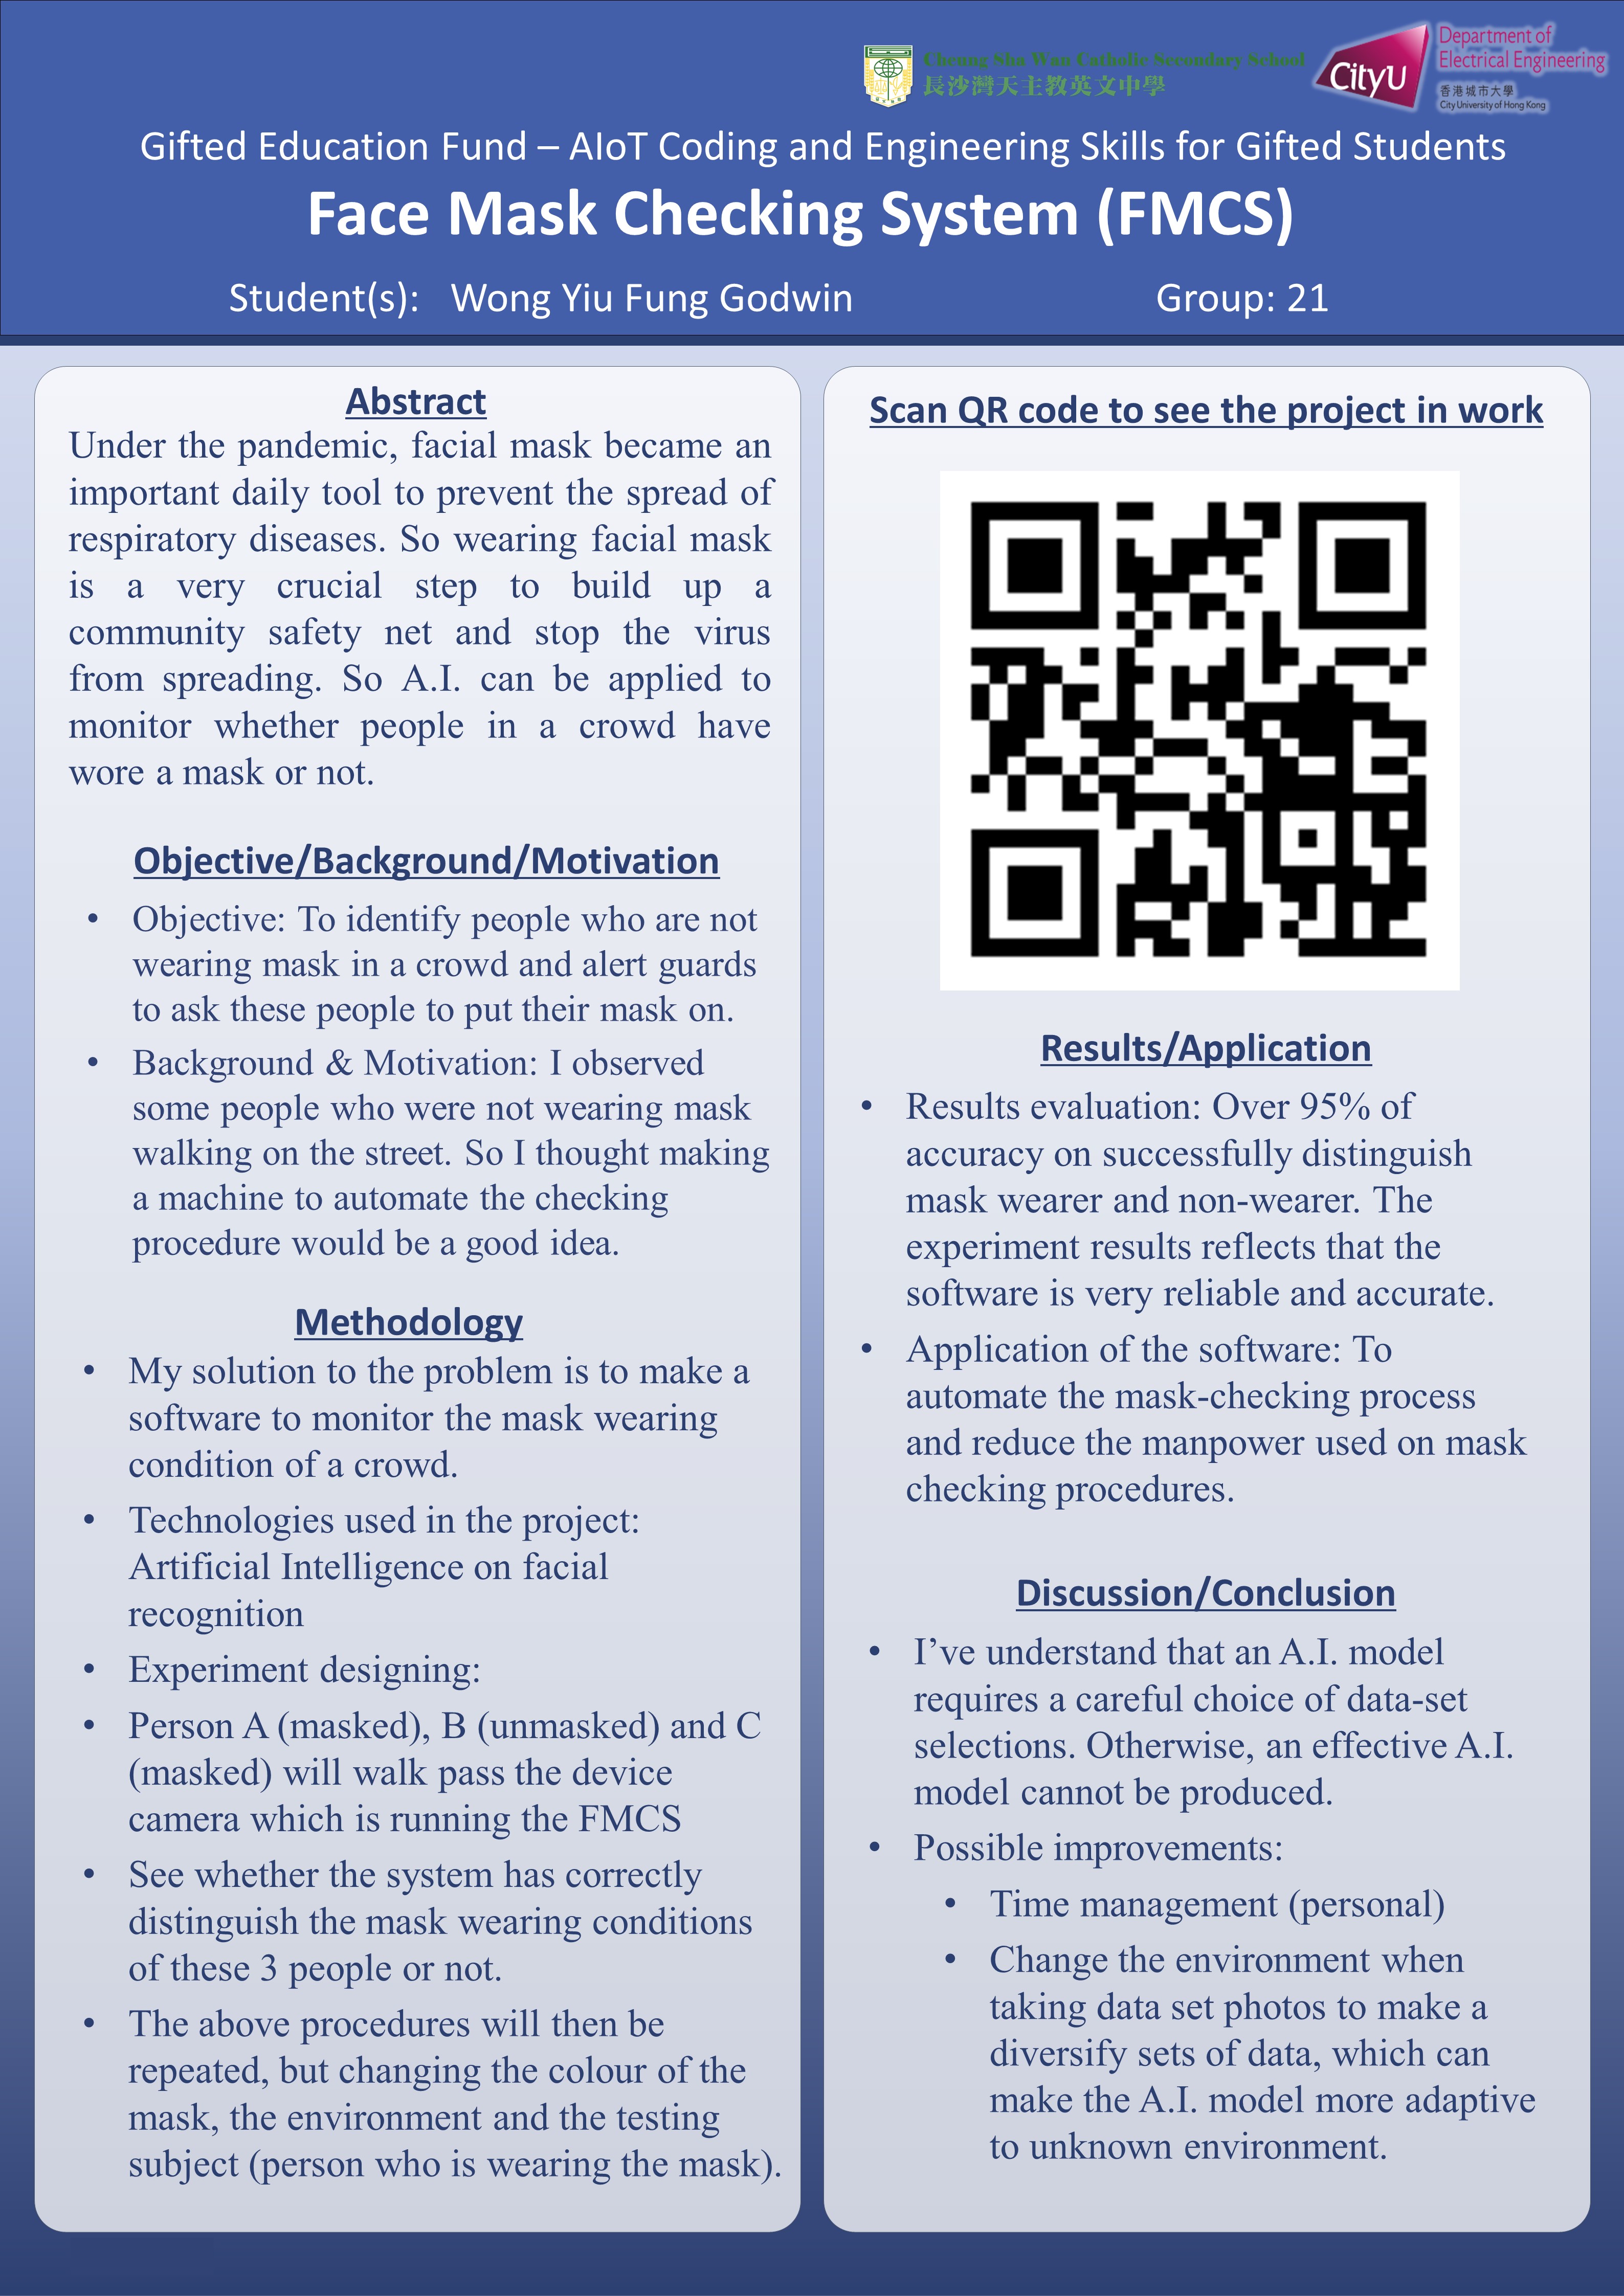 Cheung Sha Wan Catholic Secondary School
長沙灣天主教英文中學
CityU
Department of
Electrical Engineering
香港城市大學
City University of Hong Kong
Gifted Education Fund – AIoT Coding and Engineering Skills for Gifted Students
Face Mask Checking System (FMCS)
Student(s): Wong Yiu Fung Godwin
Group: 21
Abstract
Under the pandemic, facial mask became an
important daily tool to prevent the spread of
respiratory diseases. So wearing facial mask
is a very crucial step to build up a
community safety net and stop the virus
from spreading. So A.I. can be applied to
monitor whether people in a crowd have
wore a mask or not.
Objective/Background/Motivation
• Objective: To identify people who are not
wearing mask in a crowd and alert guards
to ask these people to put their mask on.
• Background & Motivation: I observed
some people who were not wearing mask
walking on the street. So I thought making
a machine to automate the checking
procedure would be a good idea.
Methodology
• My solution to the problem is to make a
software to monitor the mask wearing
condition of a crowd.
• Technologies used in the project:
Artificial Intelligence on facial
recognition
• Experiment designing:
• Person A (masked), B (unmasked) and C
(masked) will walk pass the device
camera which is running the FMCS
• See whether the system has correctly
distinguish the mask wearing conditions
of these 3 people or not.
• The above procedures will then be
repeated, but changing the colour of the
mask, the environment and the testing
subject (person who is wearing the mask).
Scan QR code to see the project in work
Results/Application
• Results evaluation: Over 95% of
accuracy on successfully distinguish
mask wearer and non-wearer. The
experiment results reflects that the
software is very reliable and accurate.
• Application of the software: To
automate the mask-checking process
and reduce the manpower used on mask
checking procedures.
Discussion/Conclusion
• I’ve understand that an A.I. model
requires a careful choice of data-set
selections. Otherwise, an effective A.I.
model cannot be produced.
• Possible improvements:
• Time management (personal)
• Change the environment when
taking data set photos to make a
diversify sets of data, which can
make the A.I. model more adaptive
to unknown environment.